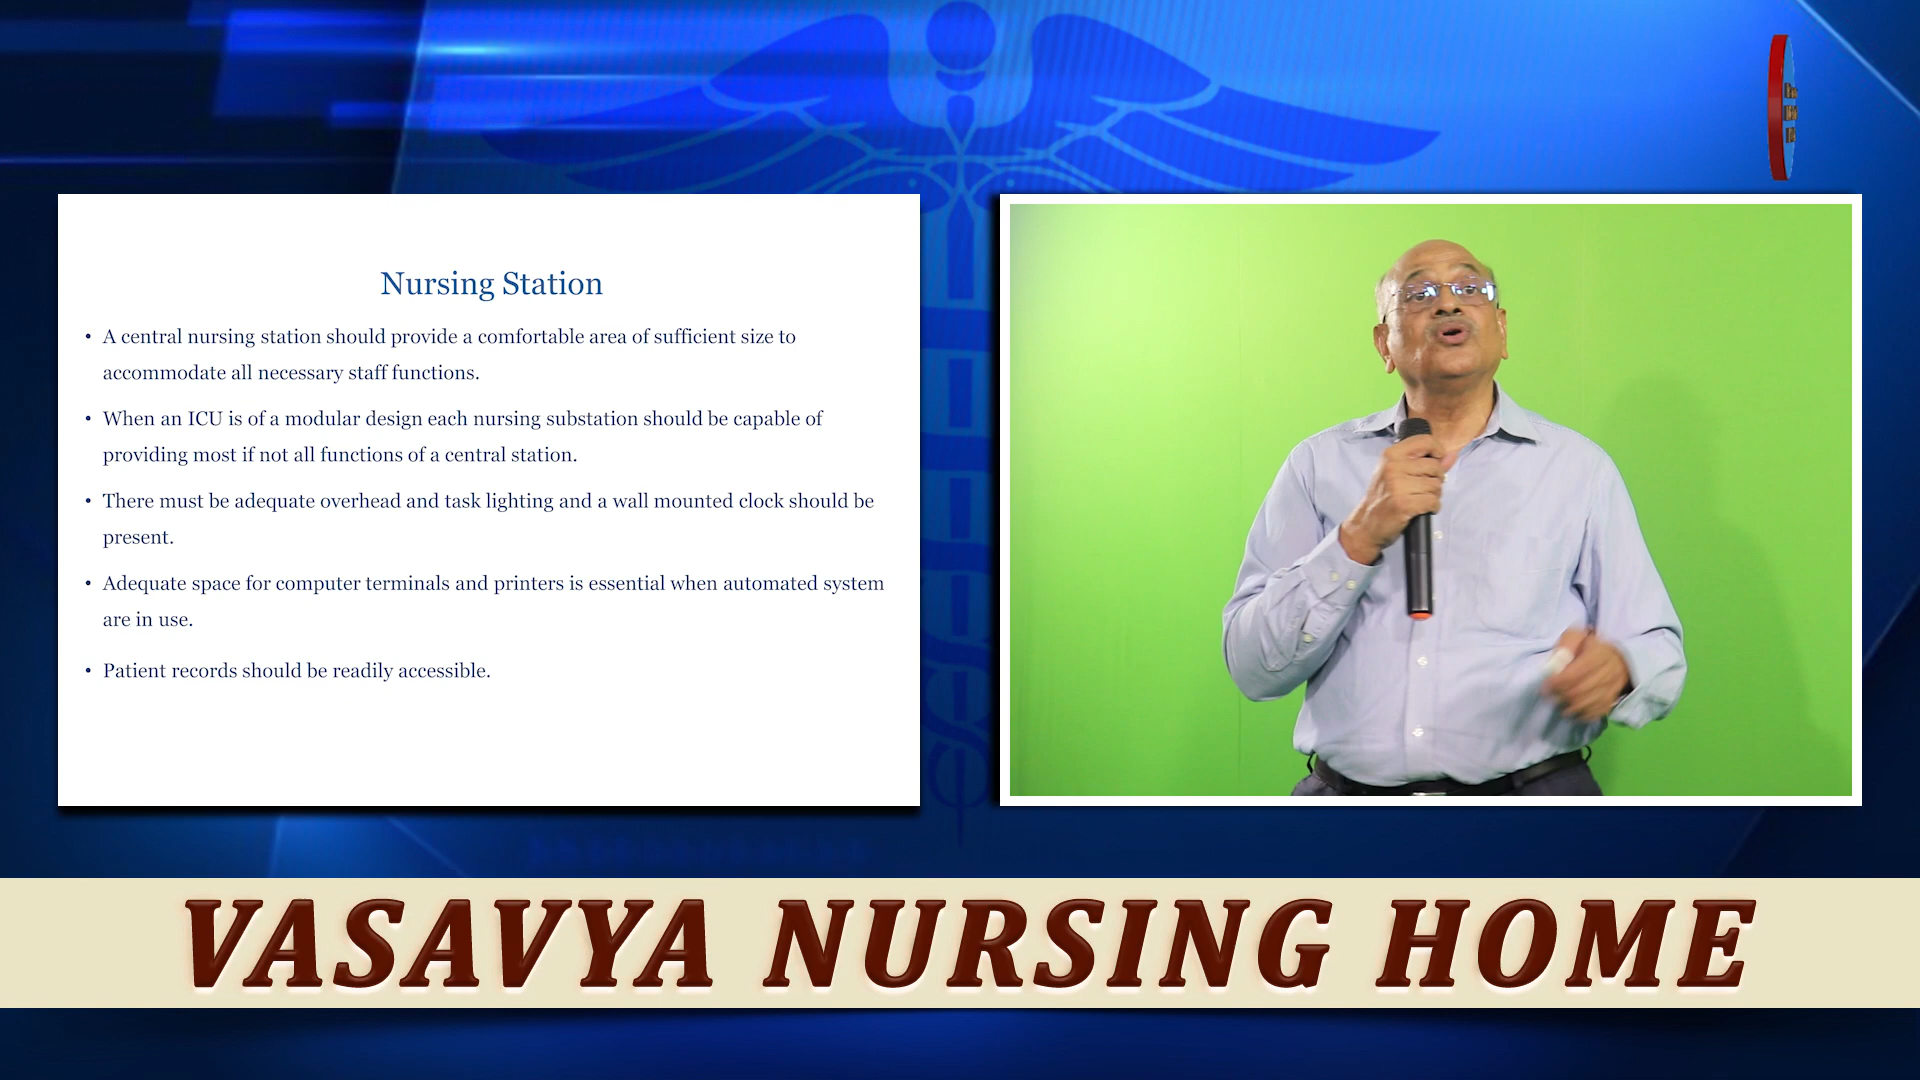 Nursing Station
• A central nursing station should provide a comfortable area of sufficient size to
accommodate all necessary staff functions.
• When an ICU is of a modular design each nursing substation should be capable of
providing most if not all functions of a central station.
• There must be adequate overhead and task lighting and a wall mounted clock should be
present.
• Adequate space for computer terminals and printers is essential when automated system
are in use.
• Patient records should be readily accessible.
VASAVYA NURSING HOME